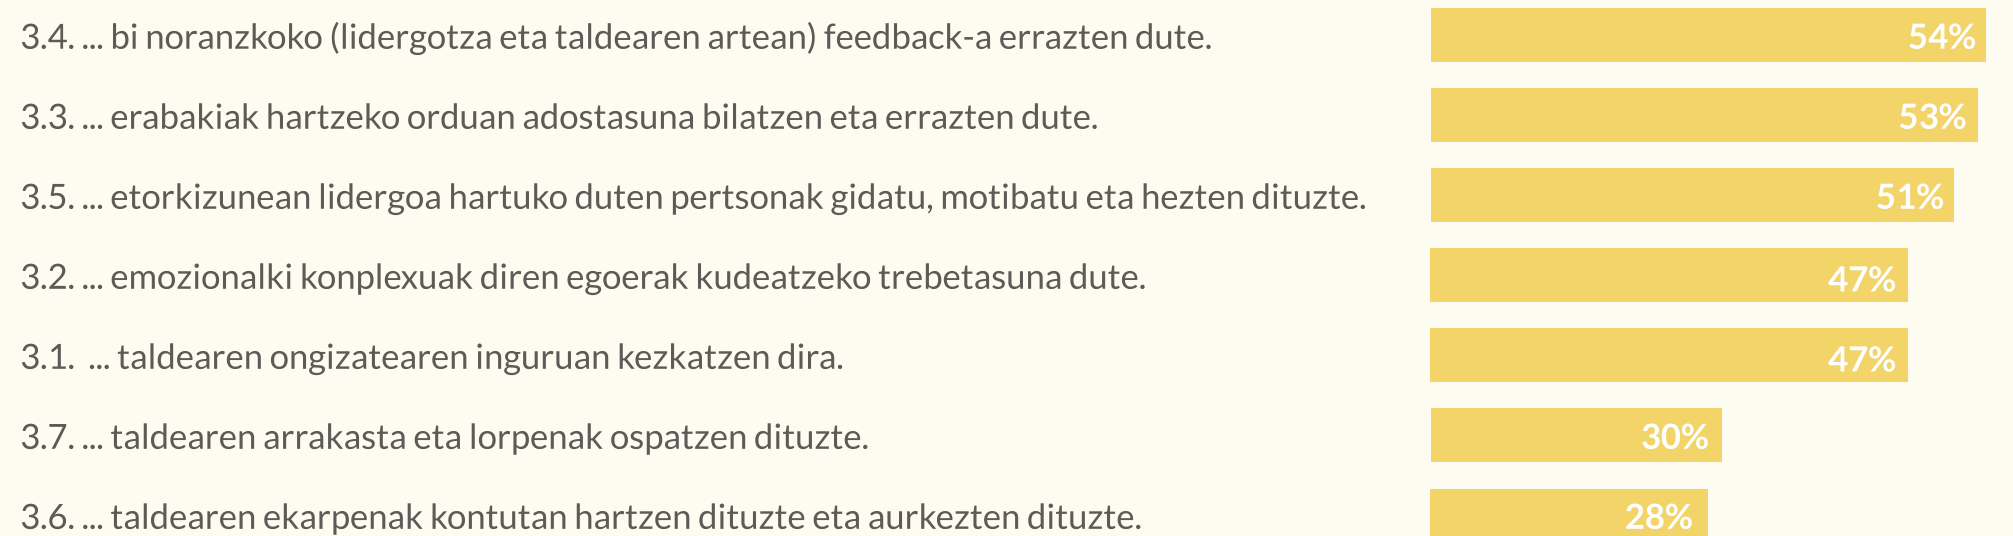 3.4. ... bi noranzkoko (lidergotza eta taldearen artean) feedback-a errazten dute. 54%
3.3. ... erabakiak hartzeko orduan adostasuna bilatzen eta errazten dute. 53%
3.5. ... etorkizunean lidergoa hartuko duten pertsonak gidatu, motibatu eta hezten dituzte. 51%
3.2. ... emozionalki konplexuak diren egoerak kudeatzeko trebetasuna dute. 47%
3.1. ... taldearen ongizatearen inguruan kezkatzen dira. 47%
3.7. ... taldearen arrakasta eta lorpenak ospatzen dituzte. 30%
3.6. ... taldearen ekarpenak kontutan hartzen dituzte eta aurkezten dituzte. 28%